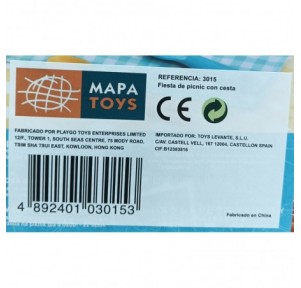 MAPA
TOYS
REFERENCIA: 3015
Fiesta de picnic con cesta
FABRICADO POR PLAYGO TOYS ENTERPRISES LIMITED
12/F., TOWER 1, SOUTH SEAS CENTRE, 75 MODY ROAD,
TSIM SHA TSUI EAST, KOWLOON, HONG KONG
IMPORTADO POR: TOYS LEVANTE, S.L.U.
C/AV. CASTELL VELL, 167 12004, CASTELLON SPAIN
CIF:B12383816
4 892401 030153
Fabricado en China